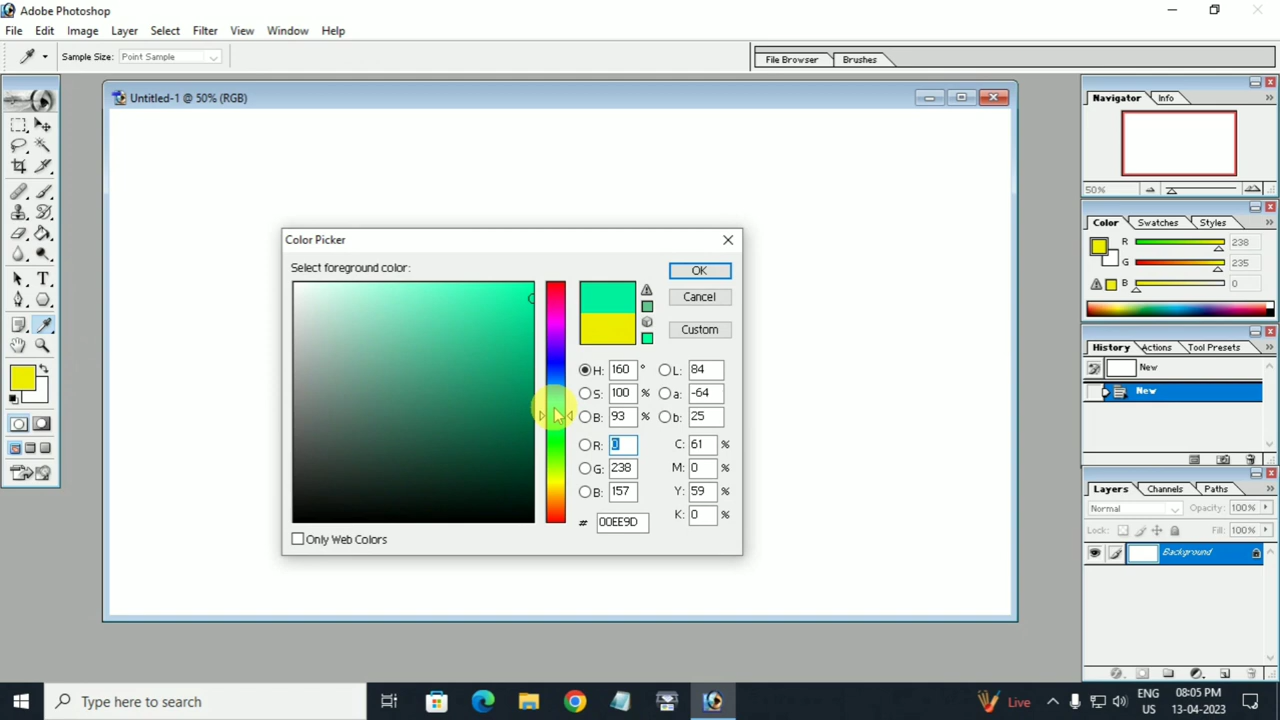 Adobe Photoshop
File Edit Image Layer Select Filter View Window Help
Sample Size: Point Sample
File Browser Brushes
Untitled-1 @ 50% (RGB)
Navigator Info
50%
Color Swatches Styles
R 238
G 235
B 0
Color Picker
Select foreground color:
OK
Cancel
Custom
H: 160 ° L: 84
S: 100 % a: -64
B: 93 % b: 25
R: 0 C: 61 %
G: 238 M: 0 %
B: 157 Y: 59 %
# 00EE9D K: 0 %
Only Web Colors
History Actions Tool Presets
New
New
Layers Channels Paths
Normal Opacity: 100%
Lock: Fill: 100%
Background
Type here to search
Live
ENG
US
08:05 PM
13-04-2023